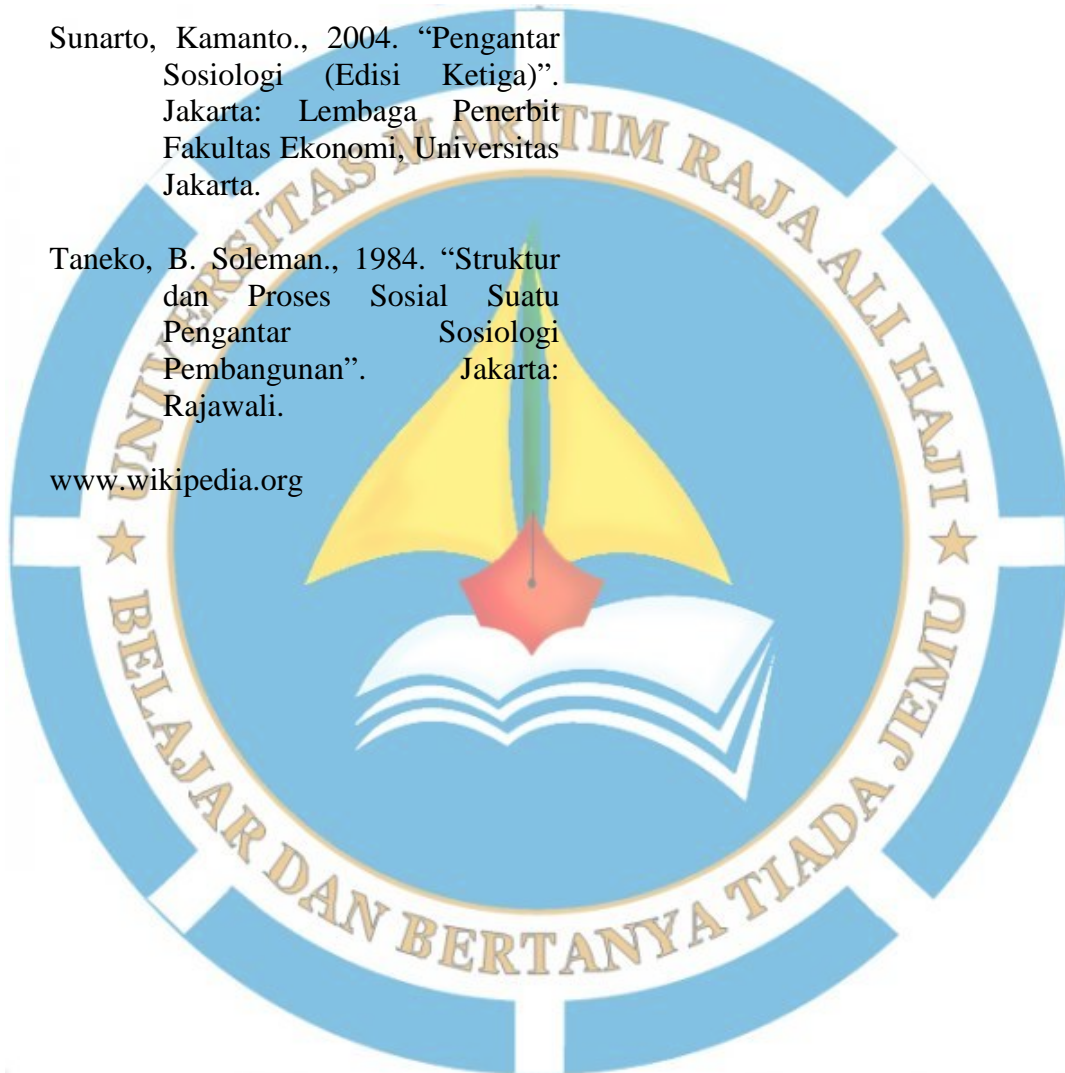 Sunarto, Kamanto., 2004. “Pengantar
Sosiologi (Edisi Ketiga)”.
Jakarta: Lembaga Penerbit
Fakultas Ekonomi, Universitas
Jakarta.
Taneko, B. Soleman., 1984. “Struktur
dan Proses Sosial Suatu
Pengantar Sosiologi
Pembangunan”. Jakarta:
Rajawali.
www.wikipedia.org
UNIVERSITAS MARITIM RAJA ALI HAJI
BELAJAR DAN BERTANYA TIADA JEMU